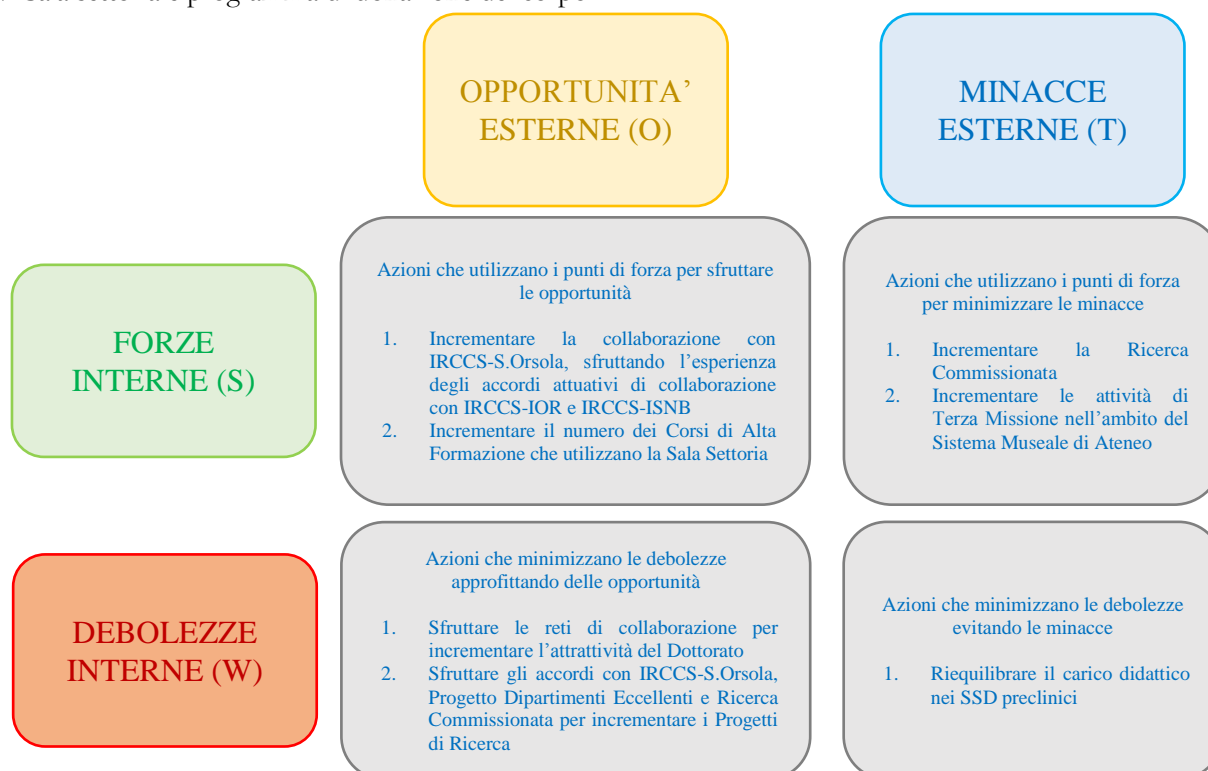 OPPORTUNITA’
ESTERNE (O)
MINACCE
ESTERNE (T)
FORZE
INTERNE (S)
Azioni che utilizzano i punti di forza per sfruttare
le opportunità
1. Incrementare la collaborazione con
IRCCS-S.Orsola, sfruttando l’esperienza
degli accordi attuativi di collaborazione
con IRCCS-IOR e IRCCS-ISNB
2. Incrementare il numero dei Corsi di Alta
Formazione che utilizzano la Sala Settoria
Azioni che utilizzano i punti di forza
per minimizzare le minacce
1. Incrementare la Ricerca
Commissionata
2. Incrementare le attività di
Terza Missione nell’ambito del
Sistema Museale di Ateneo
DEBOLEZZE
INTERNE (W)
Azioni che minimizzano le debolezze
approfittando delle opportunità
1. Sfruttare le reti di collaborazione per
incrementare l’attrattività del Dottorato
2. Sfruttare gli accordi con IRCCS-S.Orsola,
Progetto Dipartimenti Eccellenti e Ricerca
Commissionata per incrementare i Progetti
di Ricerca
Azioni che minimizzano le debolezze
evitando le minacce
1. Riequilibrare il carico didattico
nei SSD preclinici